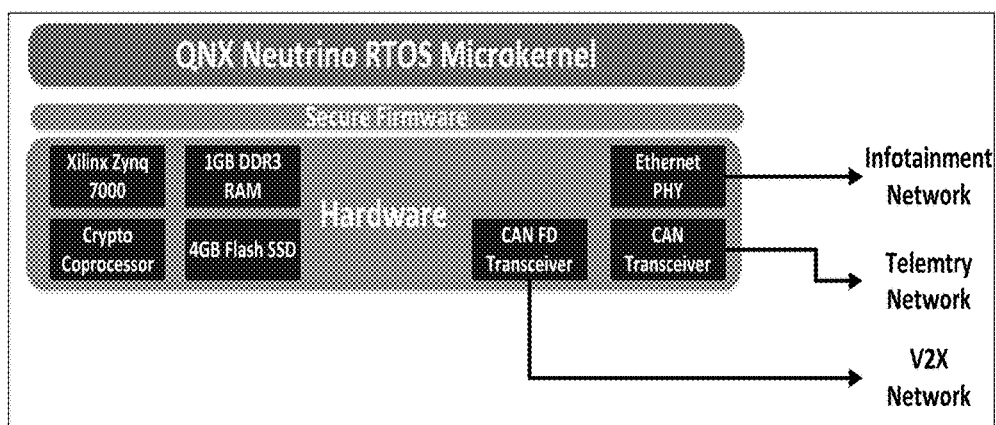 QNX Neutrino RTOS Microkernel
Secure Firmware
Xilinx Zynq
7000
1GB DDR3
RAM
Ethernet
PHY
Infotainment
Network
Hardware
Crypto
Coprocessor
4GB Flash SSD
CAN FD
Transceiver
CAN
Transceiver
Telemtry
Network
V2X
Network